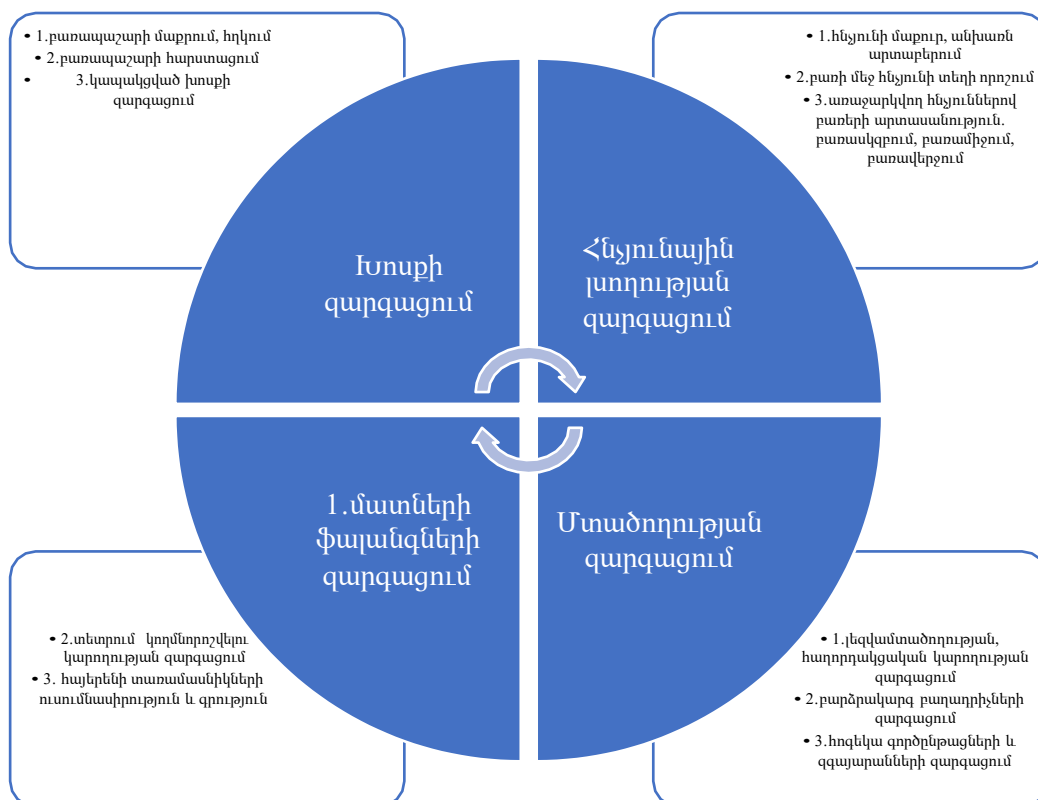 • 1.բառապաշարի մաքրում, հղկում
• 2.բառապաշարի հարստացում
• 3.կապակցված խոսքի
զարգացում
• 1.հնչյունի մաքուր, անխառն
արտաբերում
• 2.բառի մեջ հնչյունի տեղի որոշում
• 3.առաջարկվող հնչյուններով
բառերի արտասանություն.
բառասկզբում, բառամիջում,
բառավերջում
Խոսքի
զարգացում
Հնչյունային
լսողության
զարգացում
1.մատների
ֆալանգների
զարգացում
Մտածողության
զարգացում
• 2.տետրում կողմնորոշվելու
կարողության զարգացում
• 3. հայերենի տառամասնիկների
ուսումնասիրություն և գրություն
• 1.լեզվամտածողության,
հաղորդակցական կարողության
զարգացում
• 2.բարձրակարգ բաղադրիչների
զարգացում
• 3.հոգեկա գործընթացների և
զգայարանների զարգացում